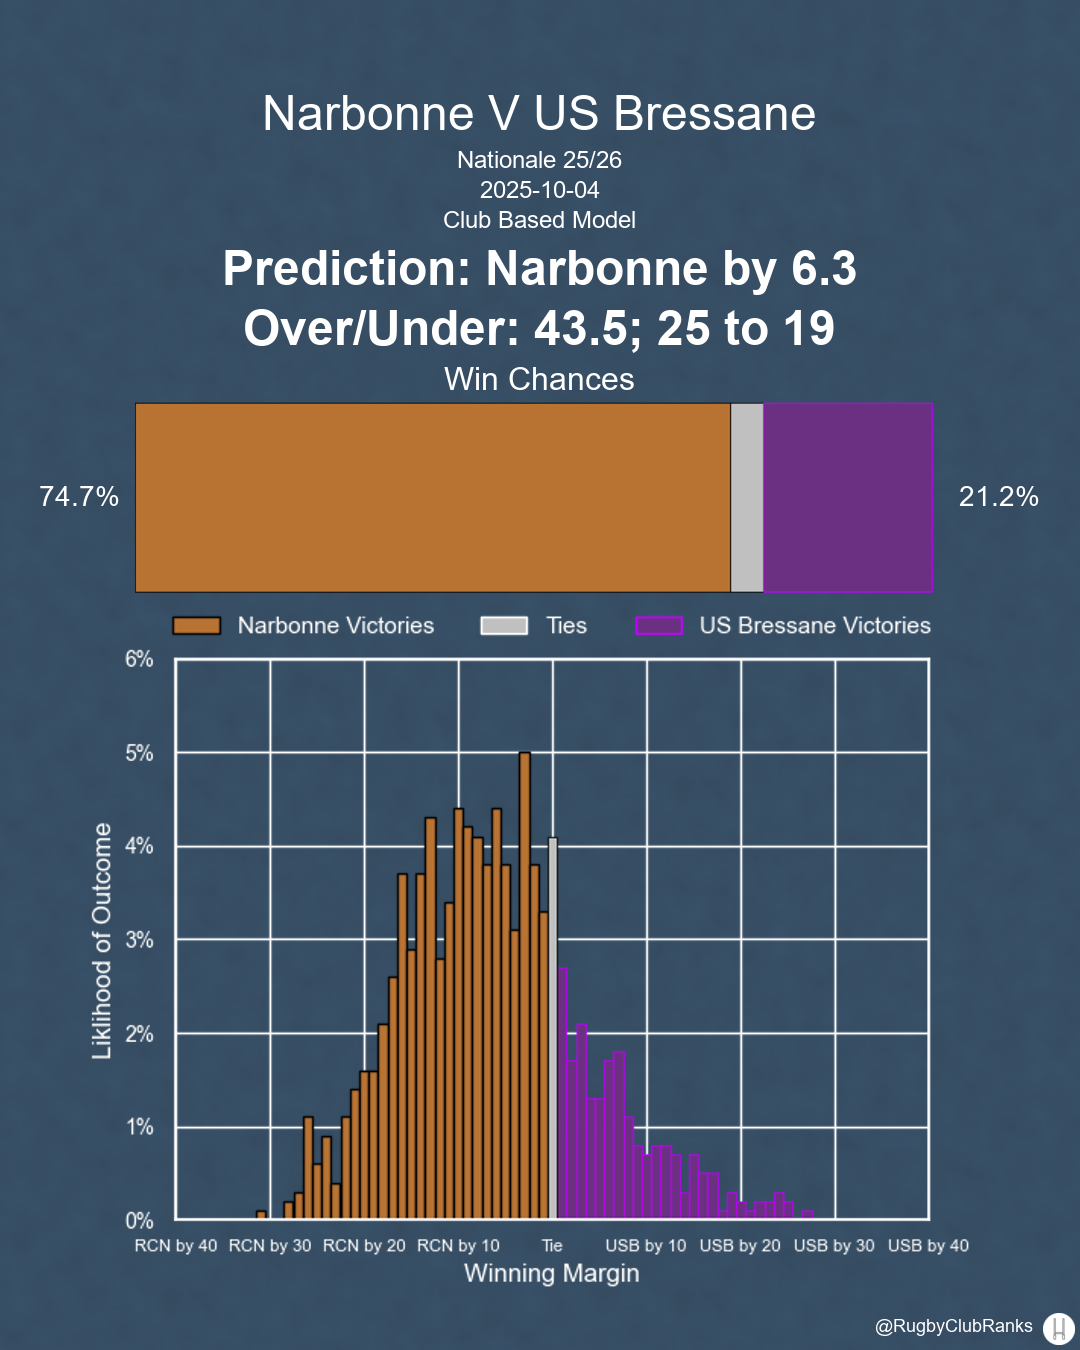 Narbonne V US Bressane
Nationale 25/26
2025-10-04
Club Based Model
Prediction: Narbonne by 6.3
Over/Under: 43.5; 25 to 19
Win Chances
74.7%
21.2%
Narbonne Victories
Ties
US Bressane Victories
6%
5%
4%
3%
2%
1%
0%
Liklihood of Outcome
RCN by 40 RCN by 30 RCN by 20 RCN by 10 Tie USB by 10 USB by 20 USB by 30 USB by 40
Winning Margin
@RugbyClubRanks